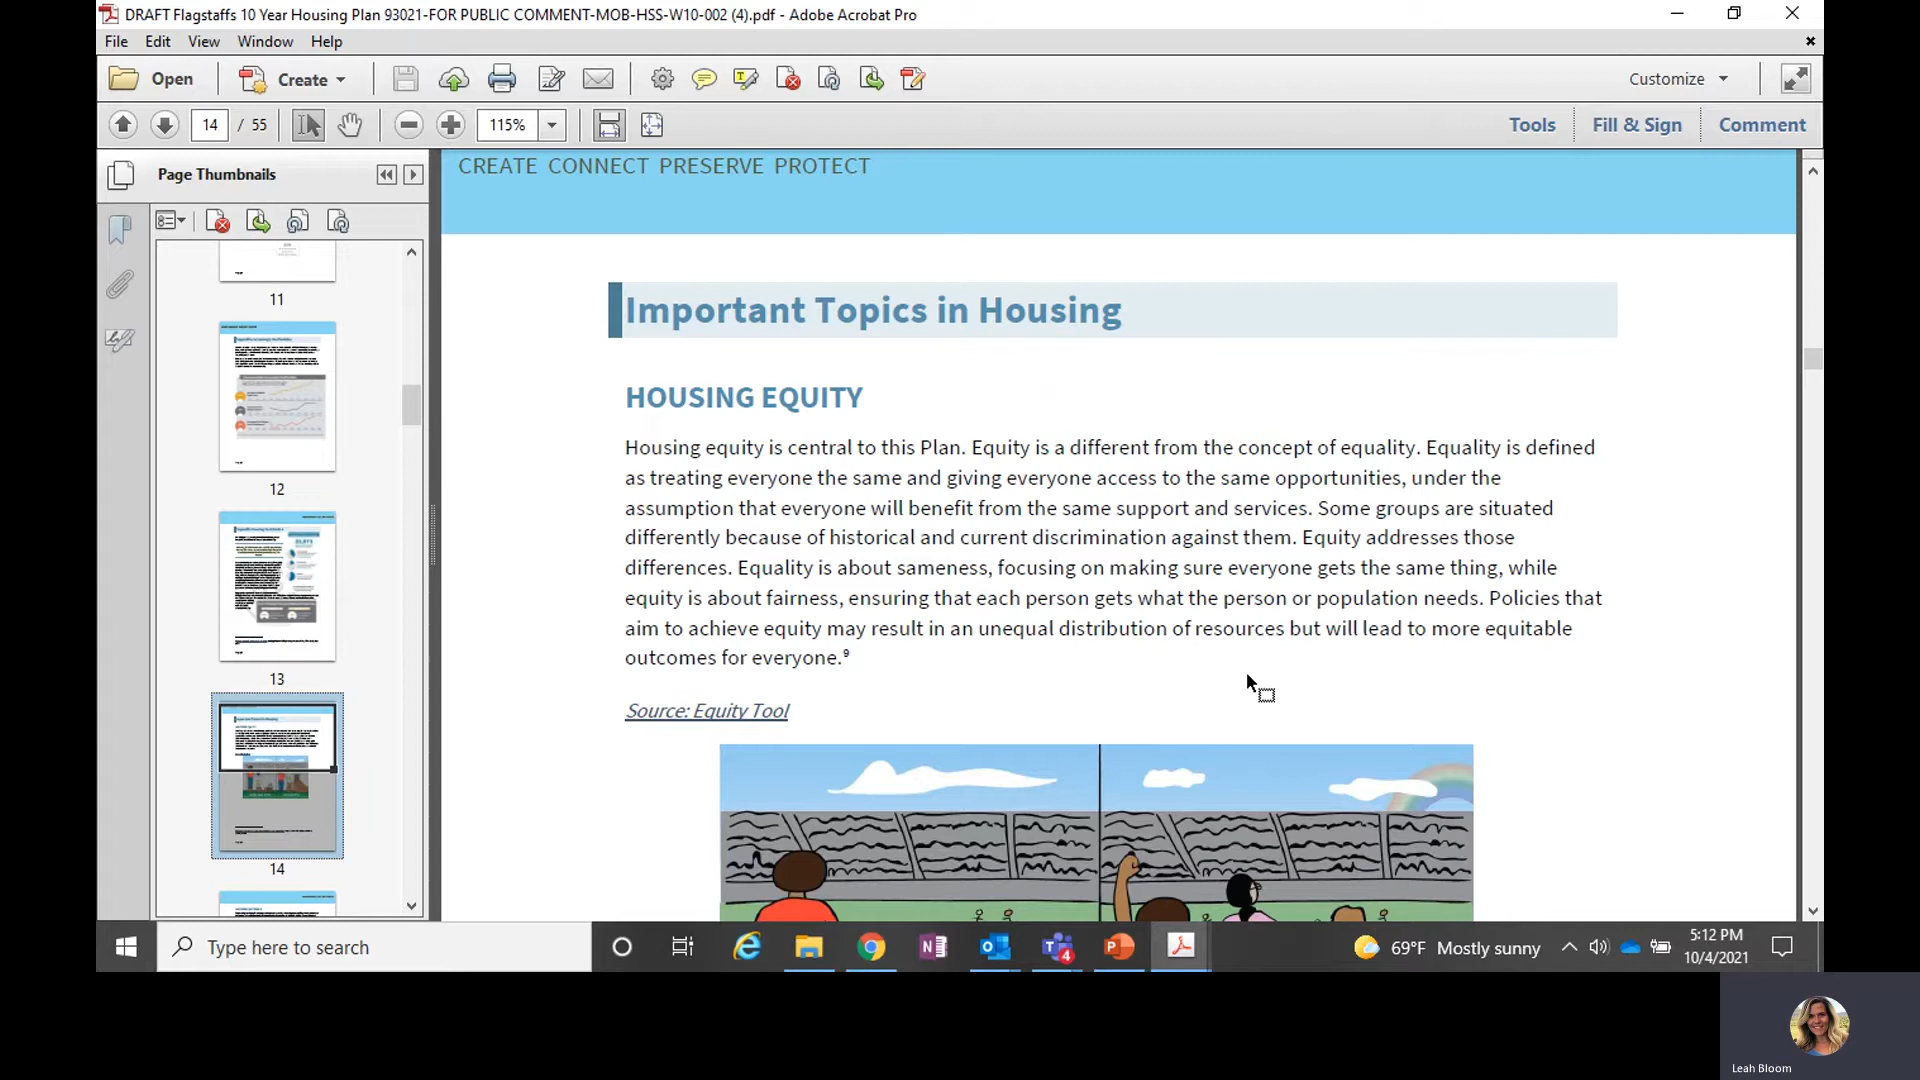 DRAFT Flagstaffs 10 Year Housing Plan 93021-FOR PUBLIC COMMENT-MOB-HSS-W10-002 (4).pdf - Adobe Acrobat Pro
File Edit View Window Help
Open Create Customize
14 / 55 115% Tools Fill & Sign Comment
Page Thumbnails
11
12
13
14
CREATE CONNECT PRESERVE PROTECT
Important Topics in Housing
HOUSING EQUITY
Housing equity is central to this Plan. Equity is a different from the concept of equality. Equality is defined
as treating everyone the same and giving everyone access to the same opportunities, under the
assumption that everyone will benefit from the same support and services. Some groups are situated
differently because of historical and current discrimination against them. Equity addresses those
differences. Equality is about sameness, focusing on making sure everyone gets the same thing, while
equity is about fairness, ensuring that each person gets what the person or population needs. Policies that
aim to achieve equity may result in an unequal distribution of resources but will lead to more equitable
outcomes for everyone.⁹
Source: Equity Tool
Type here to search
4
69°F Mostly sunny
5:12 PM
10/4/2021
Leah Bloom